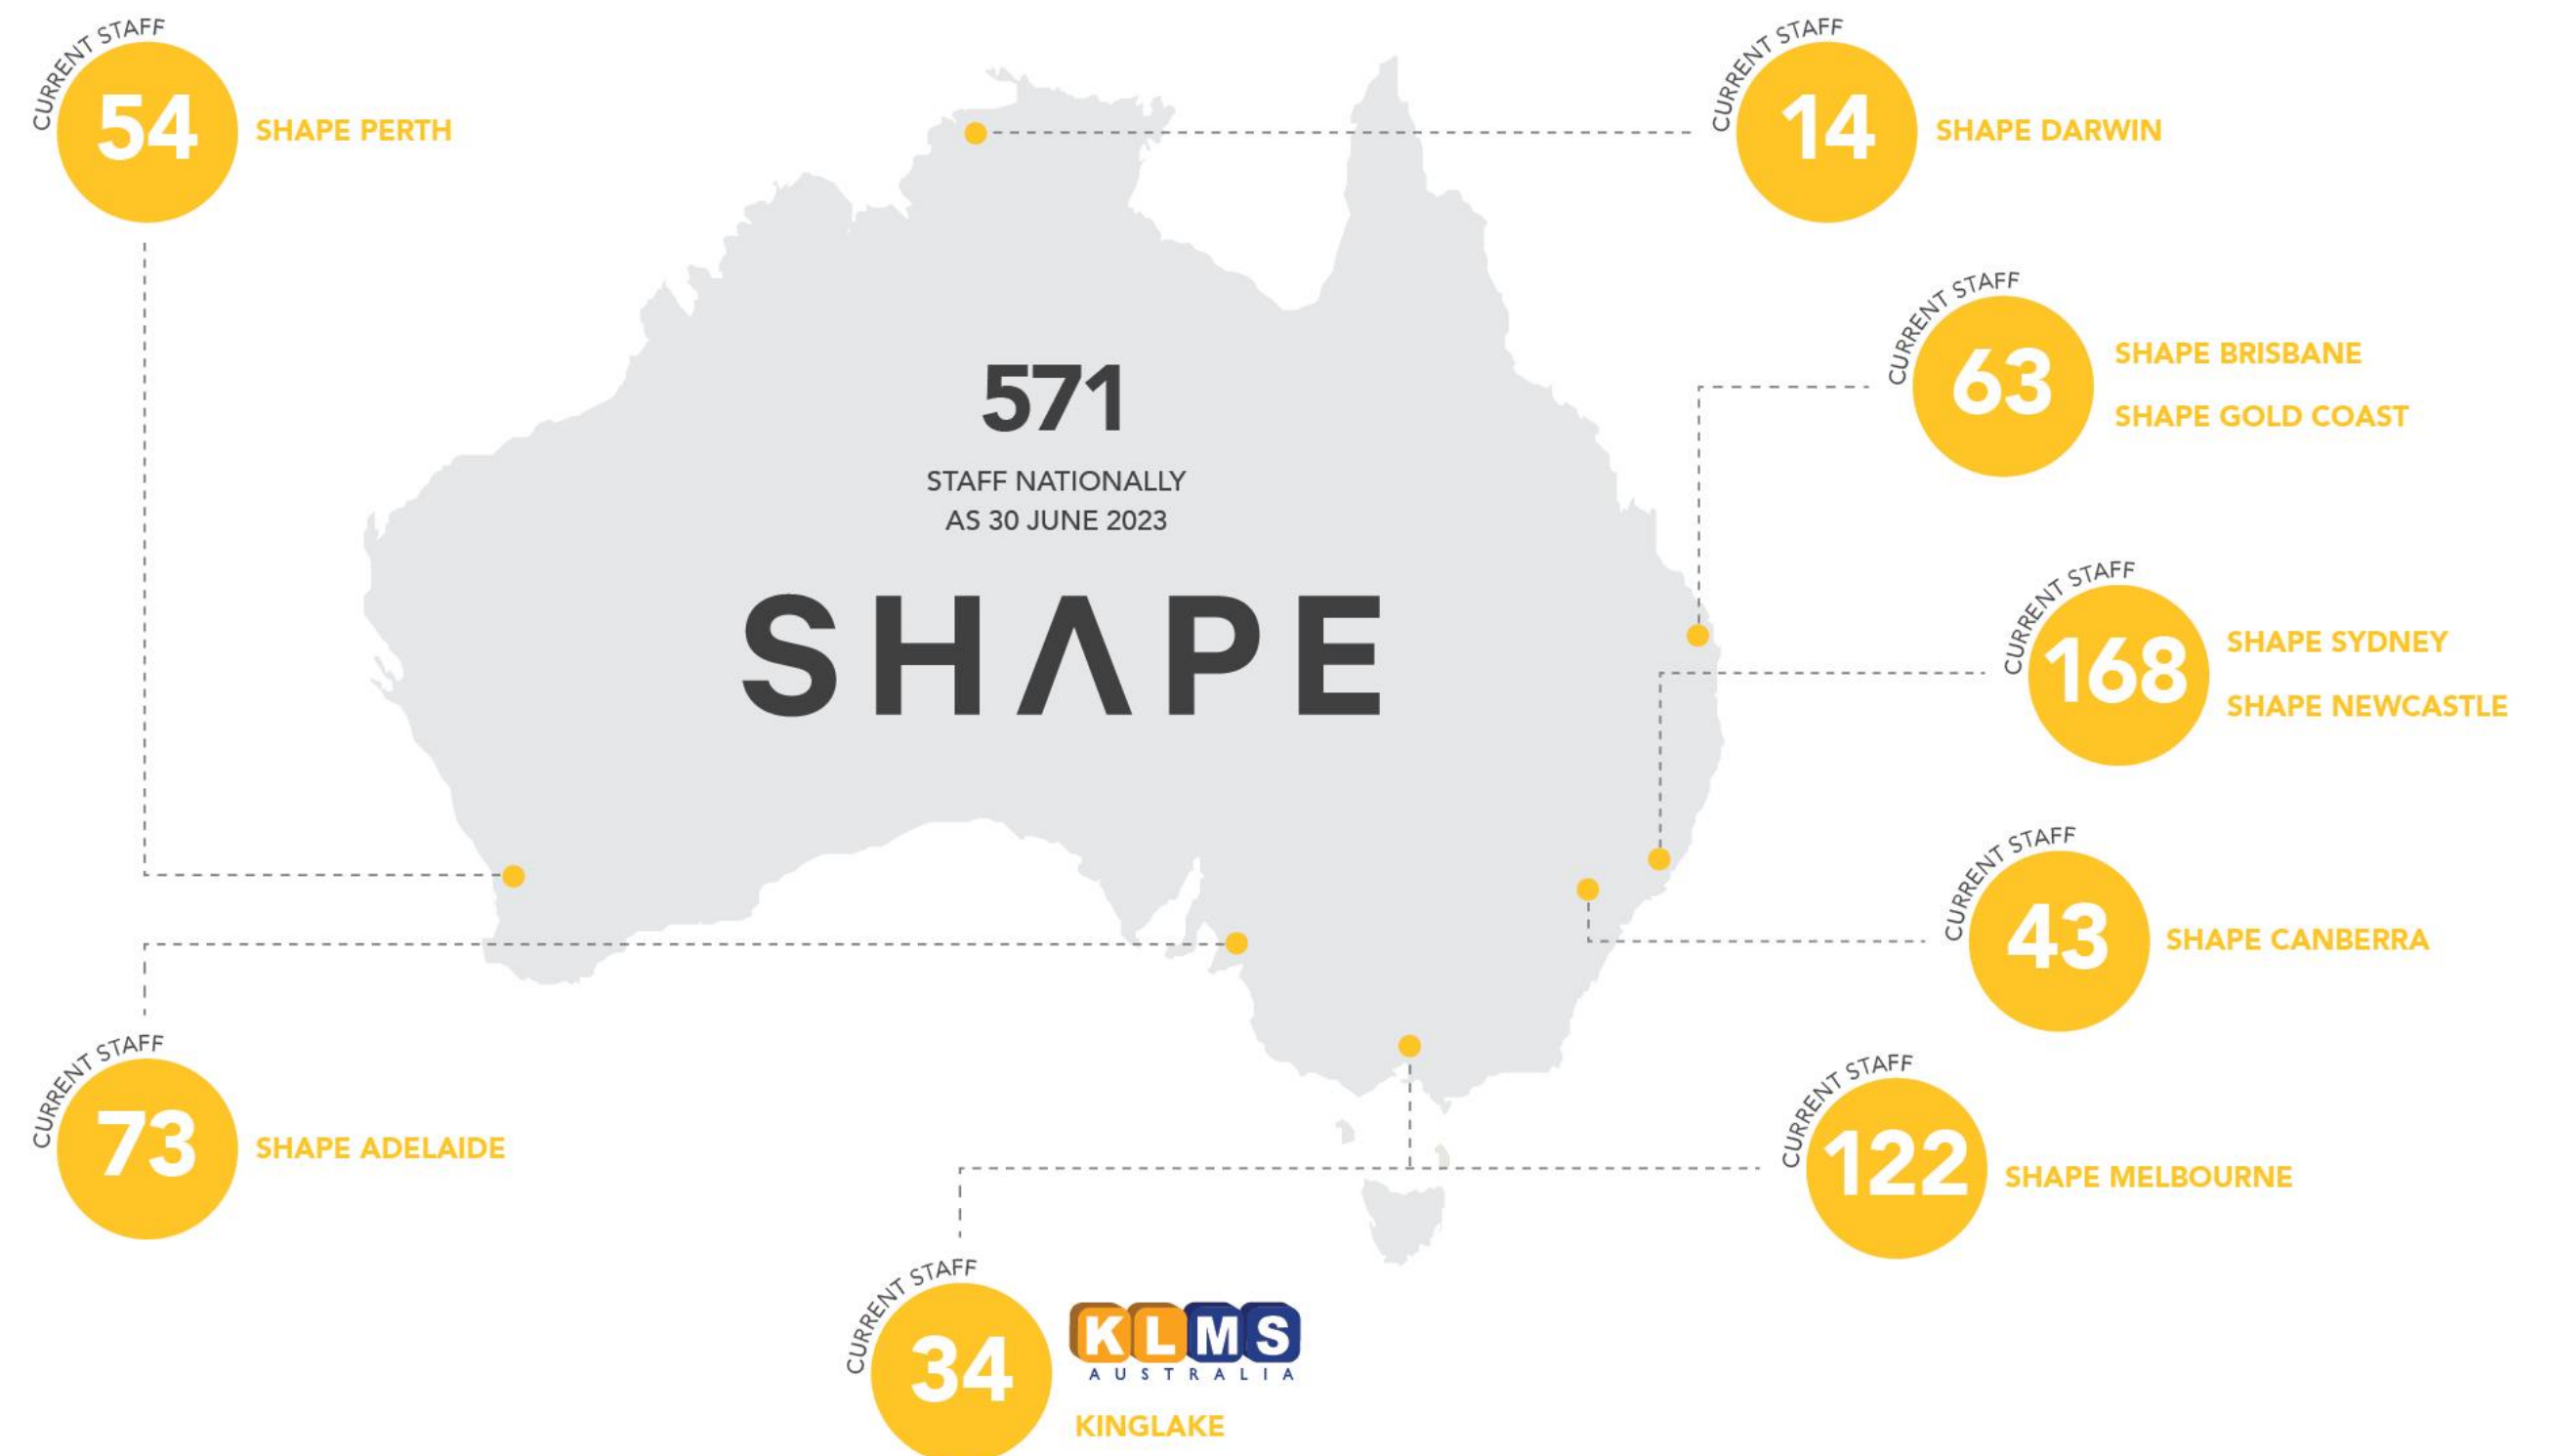 CURRENT STAFF
54
SHAPE PERTH
CURRENT STAFF
14
SHAPE DARWIN
CURRENT STAFF
63
SHAPE BRISBANE
SHAPE GOLD COAST
571
STAFF NATIONALLY
AS 30 JUNE 2023
SHAPE
CURRENT STAFF
168
SHAPE SYDNEY
SHAPE NEWCASTLE
CURRENT STAFF
43
SHAPE CANBERRA
CURRENT STAFF
73
SHAPE ADELAIDE
CURRENT STAFF
122
SHAPE MELBOURNE
CURRENT STAFF
34
KLMS
AUSTRALIA
KINGLAKE